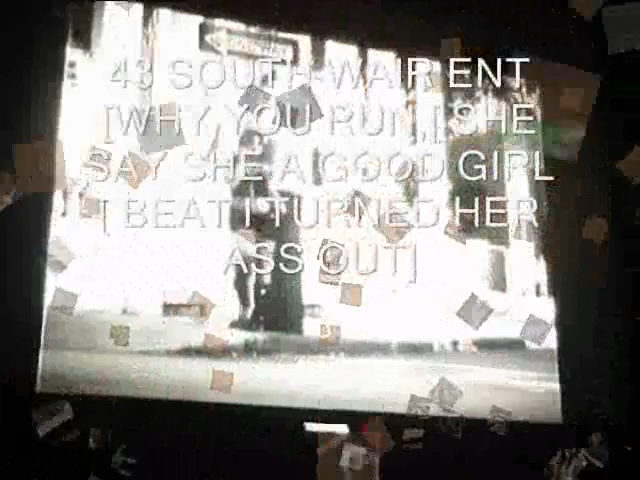 43 SOUTH WAIR ENT
[WHY YOU RUN,[ SHE
SAY SHE A GOOD GIRL
[ BEAT I TURNED HER
ASS OUT]